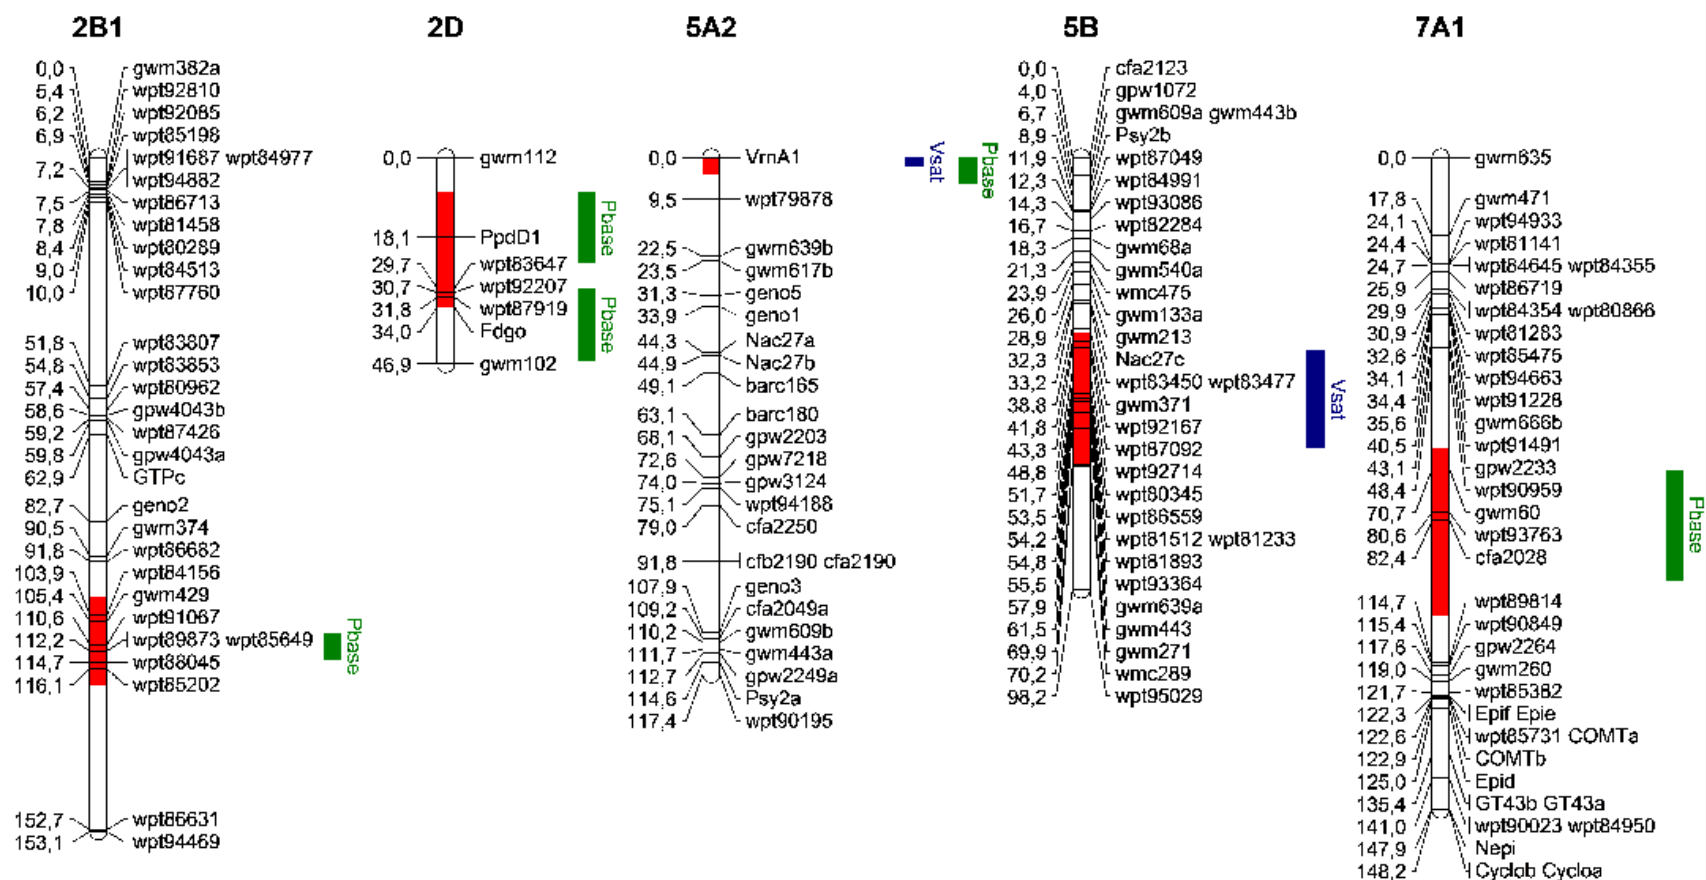 2B1
0,0 gwm382a
5,4 wpt92810
6,2 wpt92085
6,9 wpt85198
7,2 wpt91687 wpt84977
wpt94882
7,5 wpt86713
7,8 wpt81458
8,4 wpt80289
9,0 wpt84513
10,0 wpt87760
51,8 wpt83807
54,8 wpt83853
57,4 wpt80962
58,6 gpw4043b
59,2 wpt87426
59,8 gpw4043a
62,9 GTPc
82,7 geno2
90,5 gwm374
91,8 wpt86682
103,9 wpt84156
105,4 gwm429
110,6 wpt91067
112,2 wpt89873 wpt85649
114,7 wpt88045
116,1 wpt85202
152,7 wpt86631
153,1 wpt94469
Pbase
2D
0,0 gwm112
18,1 PpdD1
29,7 wpt83647
30,7 wpt92207
31,8 wpt87919
34,0 Fdgo
46,9 gwm102
Pbase
Pbase
5A2
0,0 VrnA1
9,5 wpt79878
22,5 gwm639b
23,5 gwm617b
31,3 geno5
33,9 geno1
44,3 Nac27a
44,9 Nac27b
49,1 barc165
63,1 barc180
68,1 gpw2203
72,6 gpw7218
74,0 gpw3124
75,1 wpt94188
79,0 cfa2250
91,8 cfb2190 cfa2190
107,9 geno3
109,2 cfa2049a
110,2 gwm609b
111,7 gwm443a
112,7 gpw2249a
114,6 Psy2a
117,4 wpt90195
Vsat
Pbase
5B
0,0 cfa2123
4,0 gpw1072
6,7 gwm609a gwm443b
8,9 Psy2b
11,9 wpt87049
12,3 wpt84991
14,3 wpt93086
16,7 wpt82284
18,3 gwm68a
21,3 gwm540a
23,9 wmc475
26,0 gwm133a
28,9 gwm213
32,3 Nac27c
33,2 wpt83450 wpt83477
38,8 gwm371
41,8 wpt92167
43,3 wpt87092
48,8 wpt92714
51,7 wpt80345
53,5 wpt86559
54,2 wpt81512 wpt81233
54,8 wpt81893
55,5 wpt93364
57,9 gwm639a
61,5 gwm443
69,9 gwm271
70,2 wmc289
98,2 wpt95029
Vsat
7A1
0,0 gwm635
17,8 gwm471
24,1 wpt94933
24,4 wpt81141
24,7 wpt84645 wpt84355
25,9 wpt86719
29,9 wpt84354 wpt80866
30,9 wpt81283
32,6 wpt85475
34,1 wpt94663
34,4 wpt91228
35,6 gwm666b
40,5 wpt91491
43,1 gpw2233
48,4 wpt90959
70,7 gwm60
80,6 wpt93763
82,4 cfa2028
114,7 wpt89814
115,4 wpt90849
117,6 gpw2264
119,0 gwm260
121,7 wpt85382
122,3 Epif Epie
122,6 wpt85731 COMTa
122,9 COMTb
125,0 Epid
135,4 GT43b GT43a
141,0 wpt90023 wpt84950
147,9 Nepi
148,2 Cyclob Cycloa
Pbase